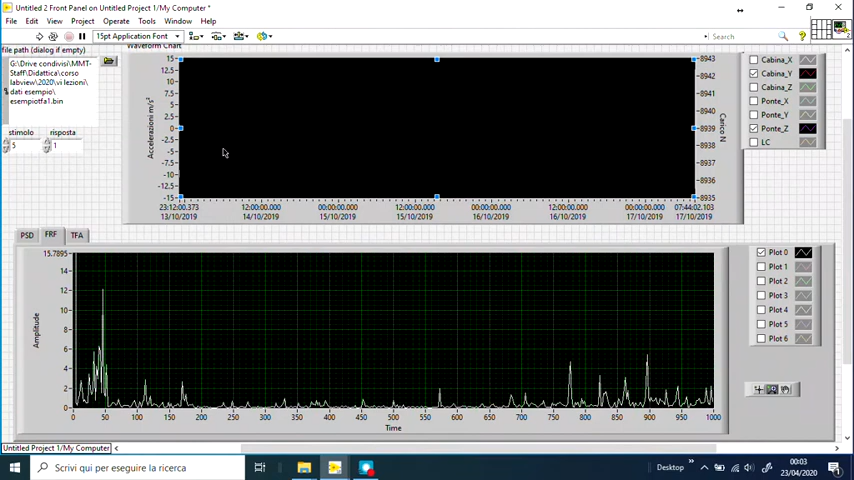 Untitled 2 Front Panel on Untitled Project 1/My Computer *
File Edit View Project Operate Tools Window Help
15pt Application Font
Search
file path (dialog if empty)
G:\Drive condivisi\MMT-
Staff\Didattica\corso
labview\2020\vi lezioni\
dati esempio\
esempiotfa1.bin
stimolo risposta
5 1
Waveform Chart
Accelerazioni m/s²
15
12.5
10
7.5
5
2.5
0
-2.5
-5
-7.5
-10
-12.5
-15
8943
8942
8941
8940
8939
8938
8937
8936
8935
Carico N
23:12:00.373 12:00:00.000 00:00:00.000 12:00:00.000 00:00:00.000 12:00:00.000 00:00:00.000 07:44:02.103
13/10/2019 14/10/2019 15/10/2019 15/10/2019 16/10/2019 16/10/2019 17/10/2019 17/10/2019
Cabina_X
Cabina_Y
Cabina_Z
Ponte_X
Ponte_Y
Ponte_Z
LC
PSD FRF TFA
Amplitude
15.7895
14
12
10
8
6
4
2
0
0 50 100 150 200 250 300 350 400 450 500 550 600 650 700 750 800 850 900 950 1000
Time
Plot 0
Plot 1
Plot 2
Plot 3
Plot 4
Plot 5
Plot 6
Untitled Project 1/My Computer
Scrivi qui per eseguire la ricerca
Desktop
00:03
23/04/2020